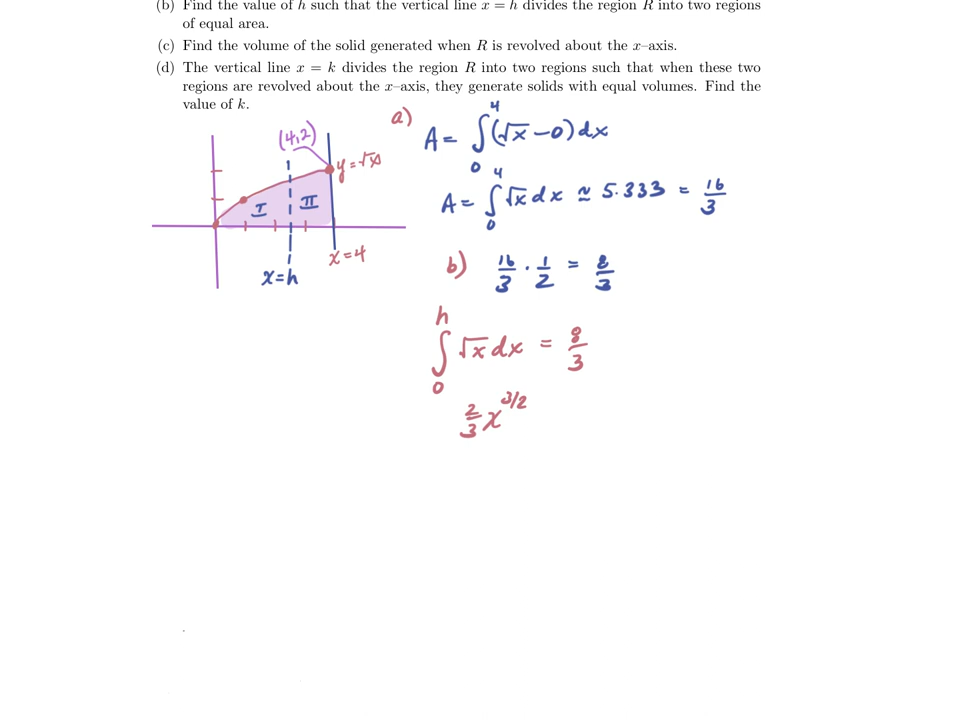 (b) Find the value of h such that the vertical line x = h divides the region R into two regions
of equal area.
(c) Find the volume of the solid generated when R is revolved about the x–axis.
(d) The vertical line x = k divides the region R into two regions such that when these two
regions are revolved about the x–axis, they generate solids with equal volumes. Find the
value of k.
a)
A = ∫₀⁴ (√x − 0) dx
(4,2)
y = √x
A = ∫₀⁴ √x dx ≈ 5.333 = 16/3
I II
x = 4
x = h
b) 16/3 · 1/2 = 8/3
∫₀ʰ √x dx = 8/3
2/3 x^3/2